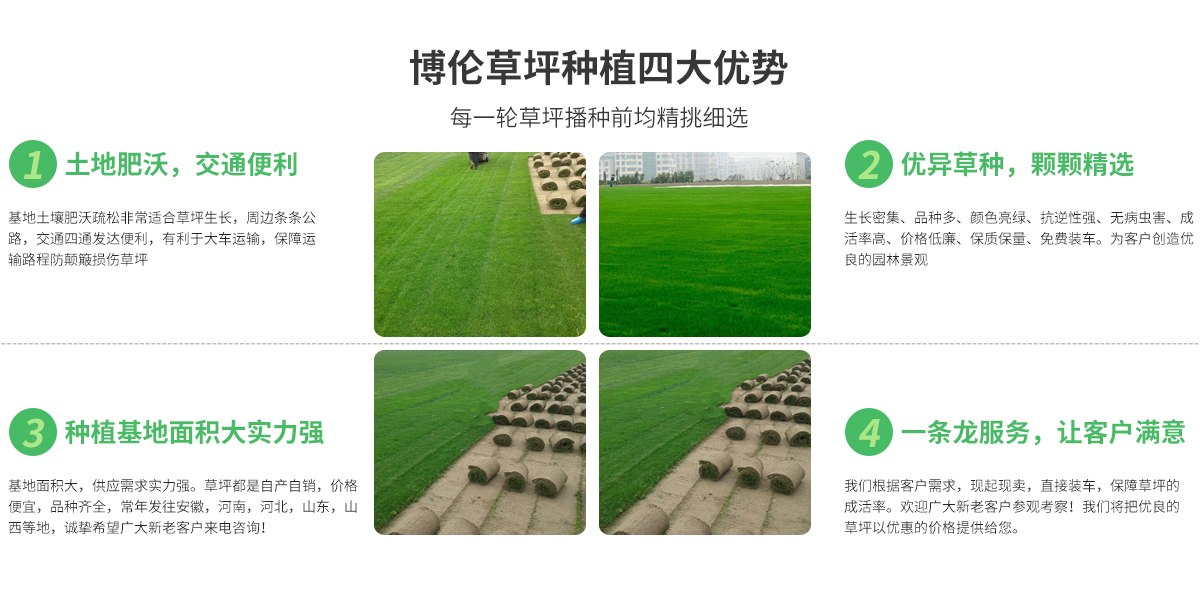 博伦草坪种植四大优势
每一轮草坪播种前均精挑细选
1 土地肥沃，交通便利
基地土壤肥沃疏松非常适合草坪生长，周边条条公
路，交通四通发达便利，有利于大车运输，保障运
输路程防颠簸损伤草坪
2 优异草种，颗颗精选
生长密集、品种多、颜色亮绿、抗逆性强、无病虫害、成
活率高、价格低廉、保质保量、免费装车。为客户创造优
良的园林景观
3 种植基地面积大实力强
基地面积大，供应需求实力强。草坪都是自产自销，价格
便宜，品种齐全，常年发往安徽，河南，河北，山东，山
西等地，诚挚希望广大新老客户来电咨询！
4 一条龙服务，让客户满意
我们根据客户需求，现起现卖，直接装车，保障草坪的
成活率。欢迎广大新老客户参观考察！我们将把优良的
草坪以优惠的价格提供给您。